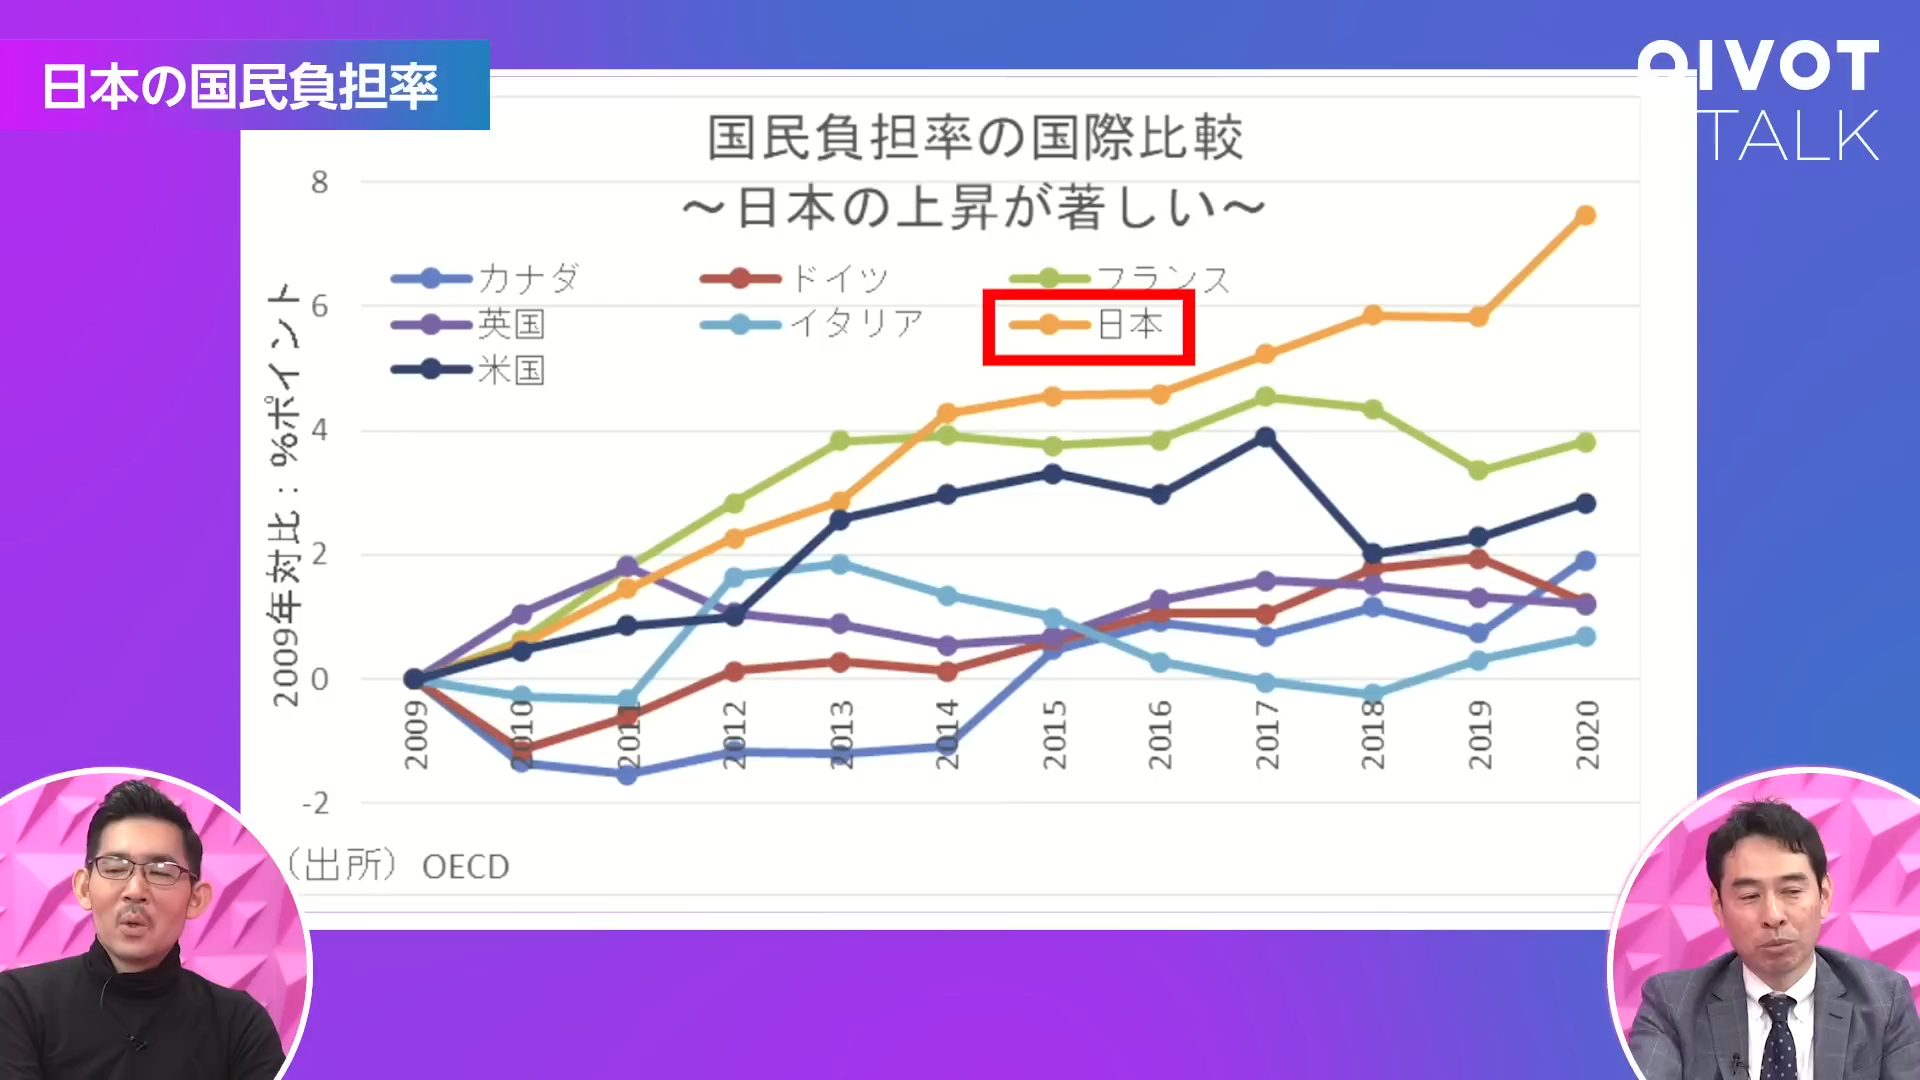 日本の国民負担率
PIVOT
TALK
国民負担率の国際比較
～日本の上昇が著しい～
カナダ ドイツ フランス
英国 イタリア 日本
米国
2009年対比：%ポイント
8
6
4
2
0
-2
2009 2010 2011 2012 2013 2014 2015 2016 2017 2018 2019 2020
（出所） OECD